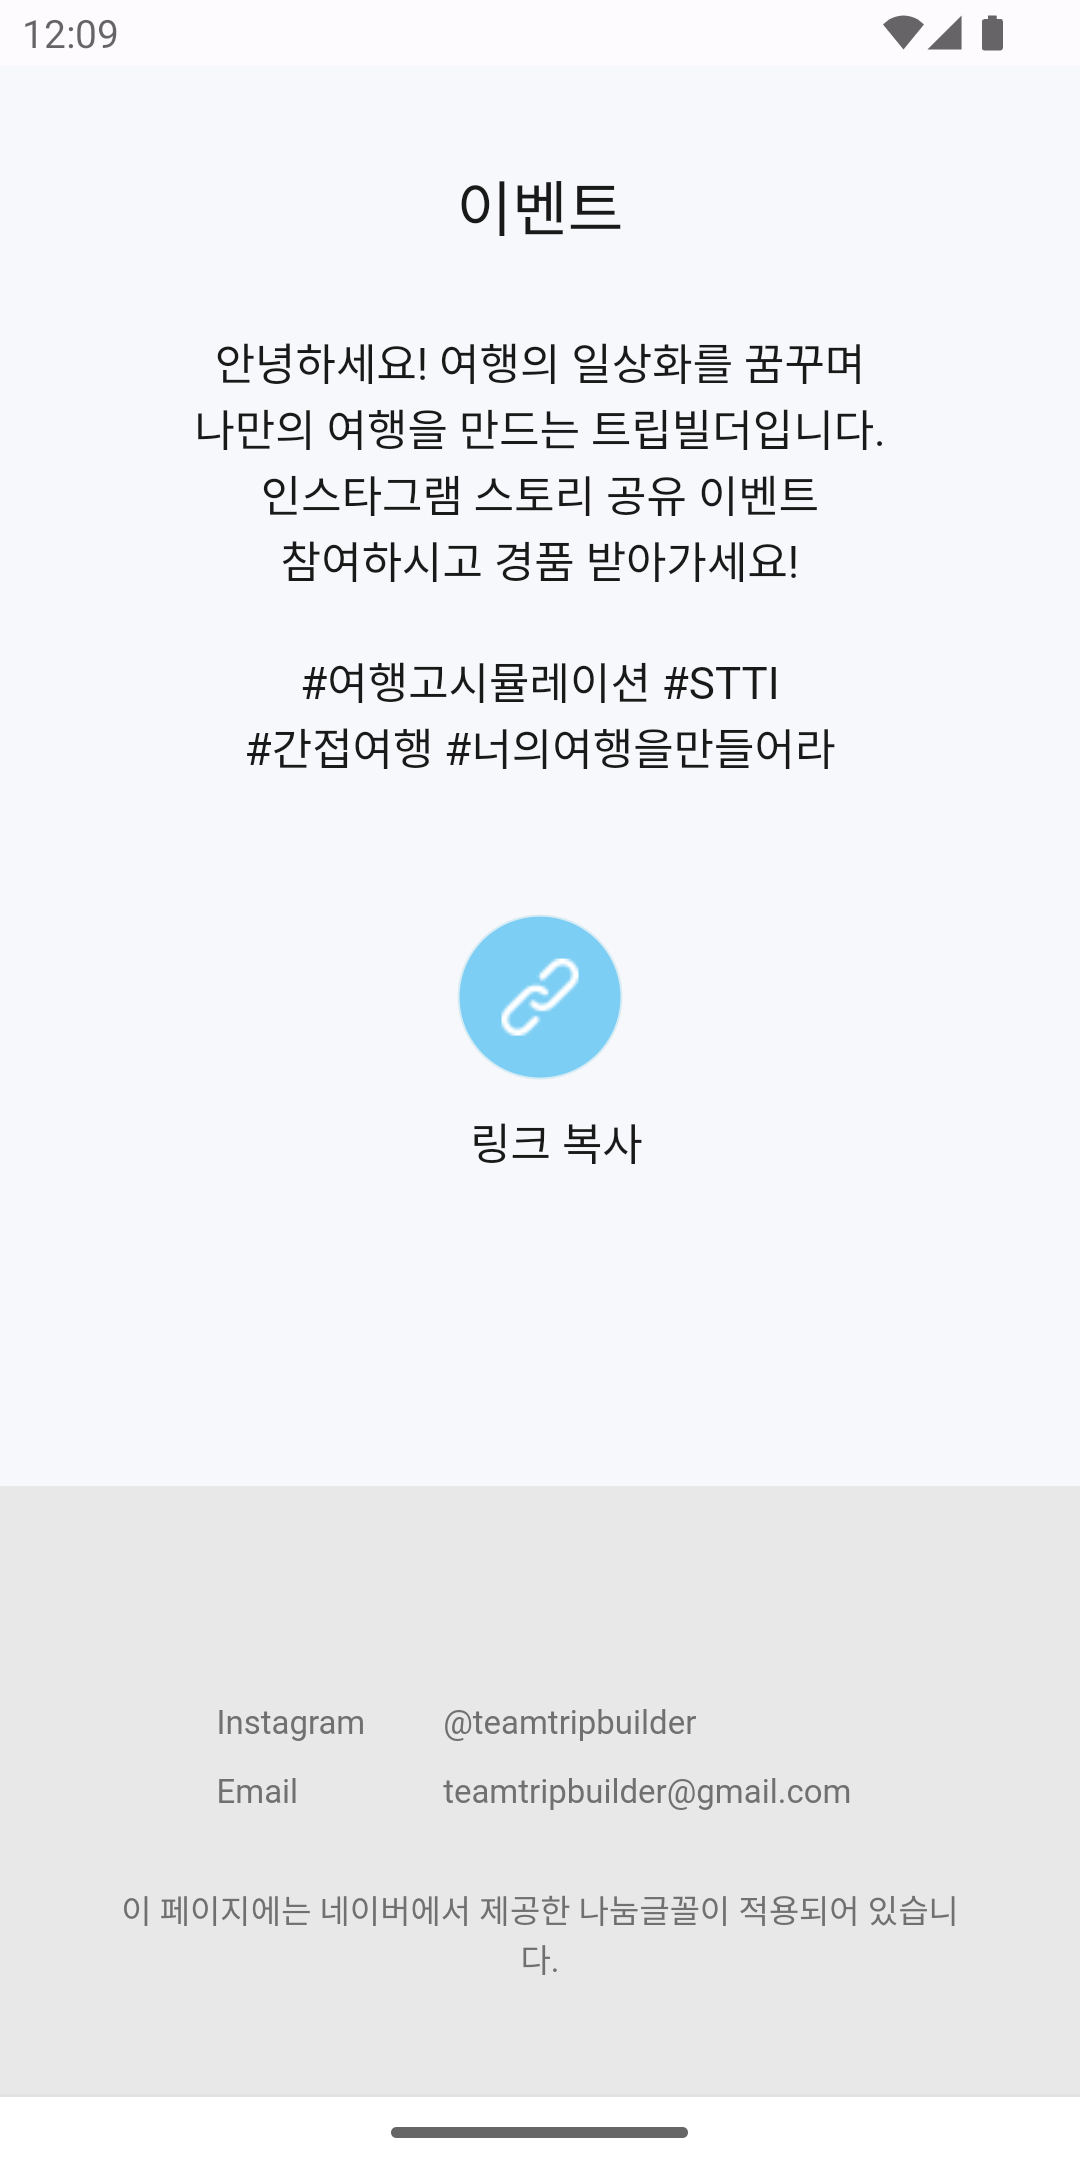 12:09
이벤트
안녕하세요! 여행의 일상화를 꿈꾸며
나만의 여행을 만드는 트립빌더입니다.
인스타그램 스토리 공유 이벤트
참여하시고 경품 받아가세요!
#여행고시뮬레이션 #STTI
#간접여행 #너의여행을만들어라
링크 복사
Instagram @teamtripbuilder
Email teamtripbuilder@gmail.com
이 페이지에는 네이버에서 제공한 나눔글꼴이 적용되어 있습니
다.